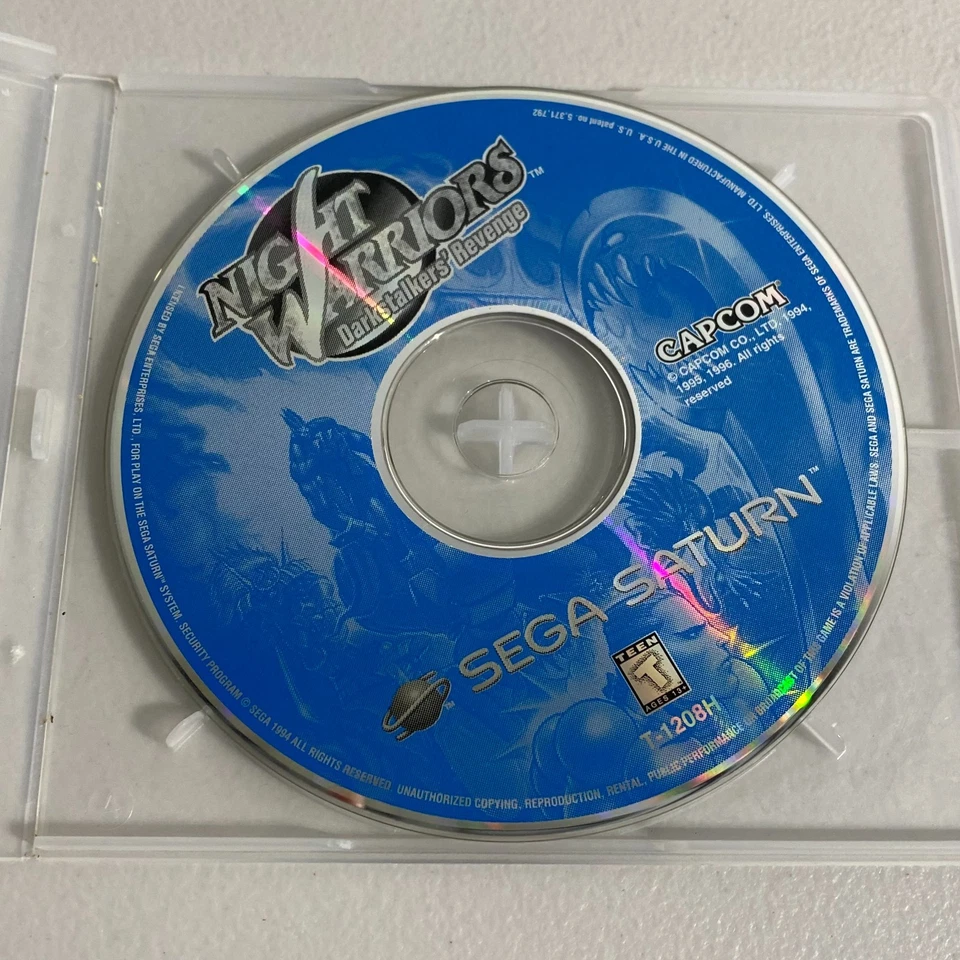 NIGHT
WARRIORS™
Darkstalkers' Revenge
CAPCOM®
© CAPCOM CO., LTD. 1994,
1995, 1996. All rights
reserved
SEGA SATURN™
™
TEEN
T
AGES 13+
T-1208H
LICENSED BY SEGA ENTERPRISES, LTD. FOR PLAY ON THE SEGA SATURN™ SYSTEM. SECURITY PROGRAM © SEGA 1994 ALL RIGHTS RESERVED. UNAUTHORIZED COPYING, REPRODUCTION, RENTAL, PUBLIC PERFORMANCE OR BROADCAST OF THIS GAME IS A VIOLATION OF APPLICABLE LAWS. SEGA AND SEGA SATURN ARE TRADEMARKS OF SEGA ENTERPRISES, LTD. MANUFACTURED IN THE U.S.A. U.S. patent no. 5,371,792